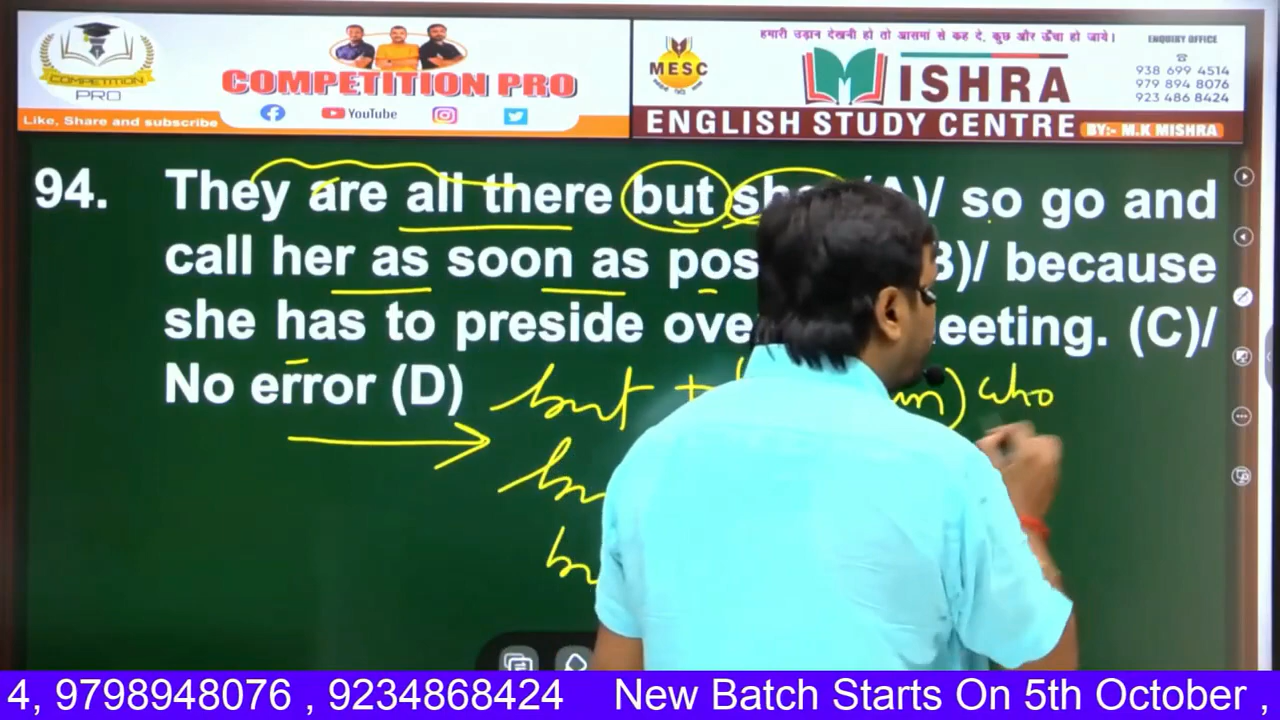 COMPETITION
PRO
COMPETITION PRO
Like, Share and subscribe
YouTube
MESC
हमारी उड़ान देखनी हो तो आसमां से कह दे, कुछ और ऊँचा हो जाये।
MISHRA
ENGLISH STUDY CENTRE BY:- M.K MISHRA
ENQUIRY OFFICE
938 699 4514
979 894 8076
923 486 8424
94. They are all there but she (A)/ so go and
call her as soon as pos B)/ because
she has to preside ove eeting. (C)/
No error (D)
but + who
4, 9798948076 , 9234868424 New Batch Starts On 5th October ,